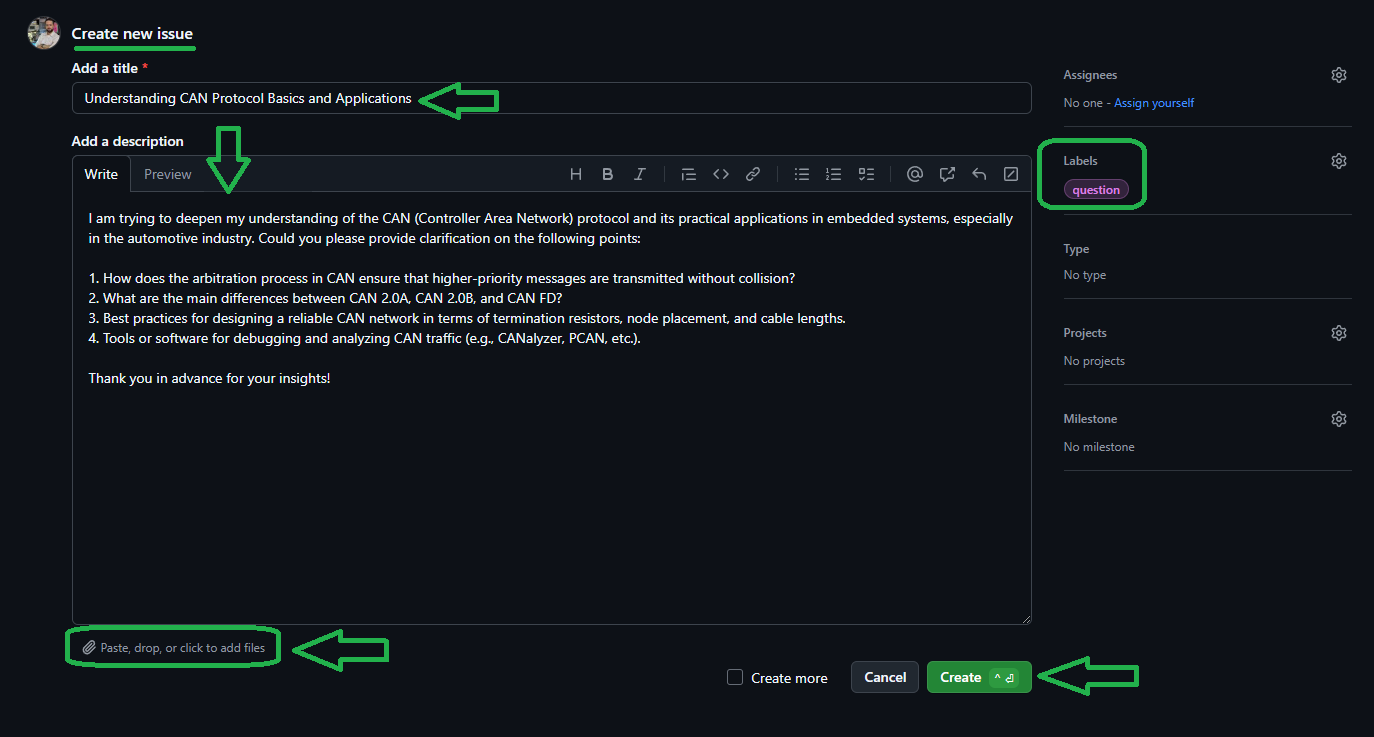 Create new issue
Add a title *
Understanding CAN Protocol Basics and Applications
Add a description
Write Preview
I am trying to deepen my understanding of the CAN (Controller Area Network) protocol and its practical applications in embedded systems, especially
in the automotive industry. Could you please provide clarification on the following points:
1. How does the arbitration process in CAN ensure that higher-priority messages are transmitted without collision?
2. What are the main differences between CAN 2.0A, CAN 2.0B, and CAN FD?
3. Best practices for designing a reliable CAN network in terms of termination resistors, node placement, and cable lengths.
4. Tools or software for debugging and analyzing CAN traffic (e.g., CANalyzer, PCAN, etc.).
Thank you in advance for your insights!
Paste, drop, or click to add files
Create more
Cancel
Create
Assignees
No one - Assign yourself
Labels
question
Type
No type
Projects
No projects
Milestone
No milestone